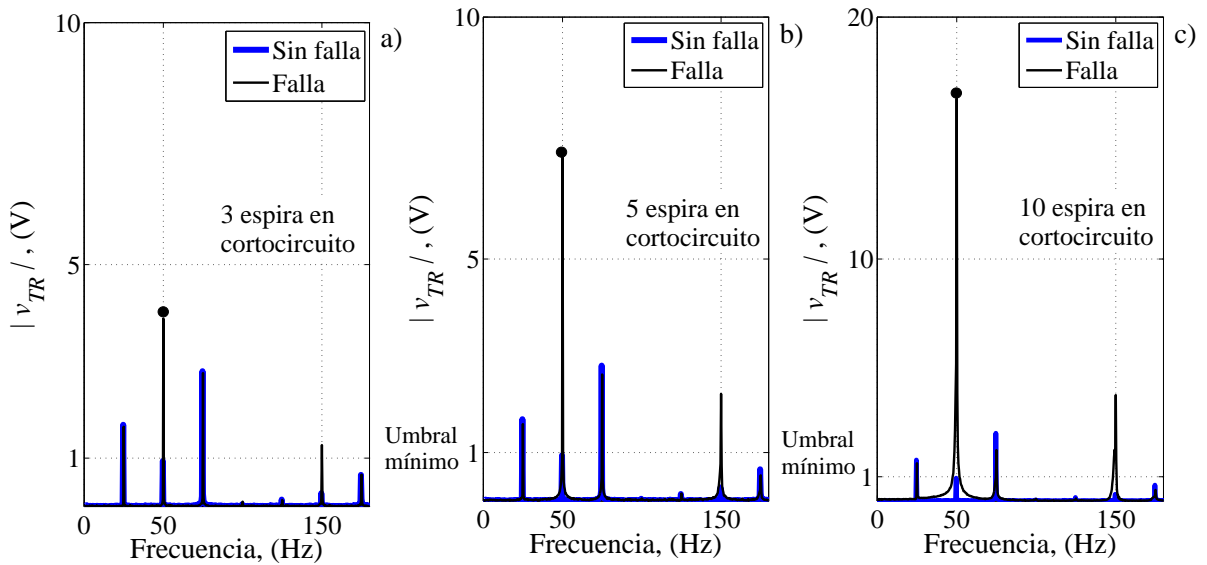 10
a)
Sin falla
Falla
3 espira en
cortocircuito
| v_TR /, (V)
5
1
0
50
150
Frecuencia, (Hz)
10
b)
Sin falla
Falla
5 espira en
cortocircuito
| v_TR /, (V)
5
Umbral
mínimo
1
0
50
150
Frecuencia, (Hz)
20
c)
Sin falla
Falla
10 espira en
cortocircuito
| v_TR /, (V)
10
Umbral
mínimo
1
0
50
150
Frecuencia, (Hz)